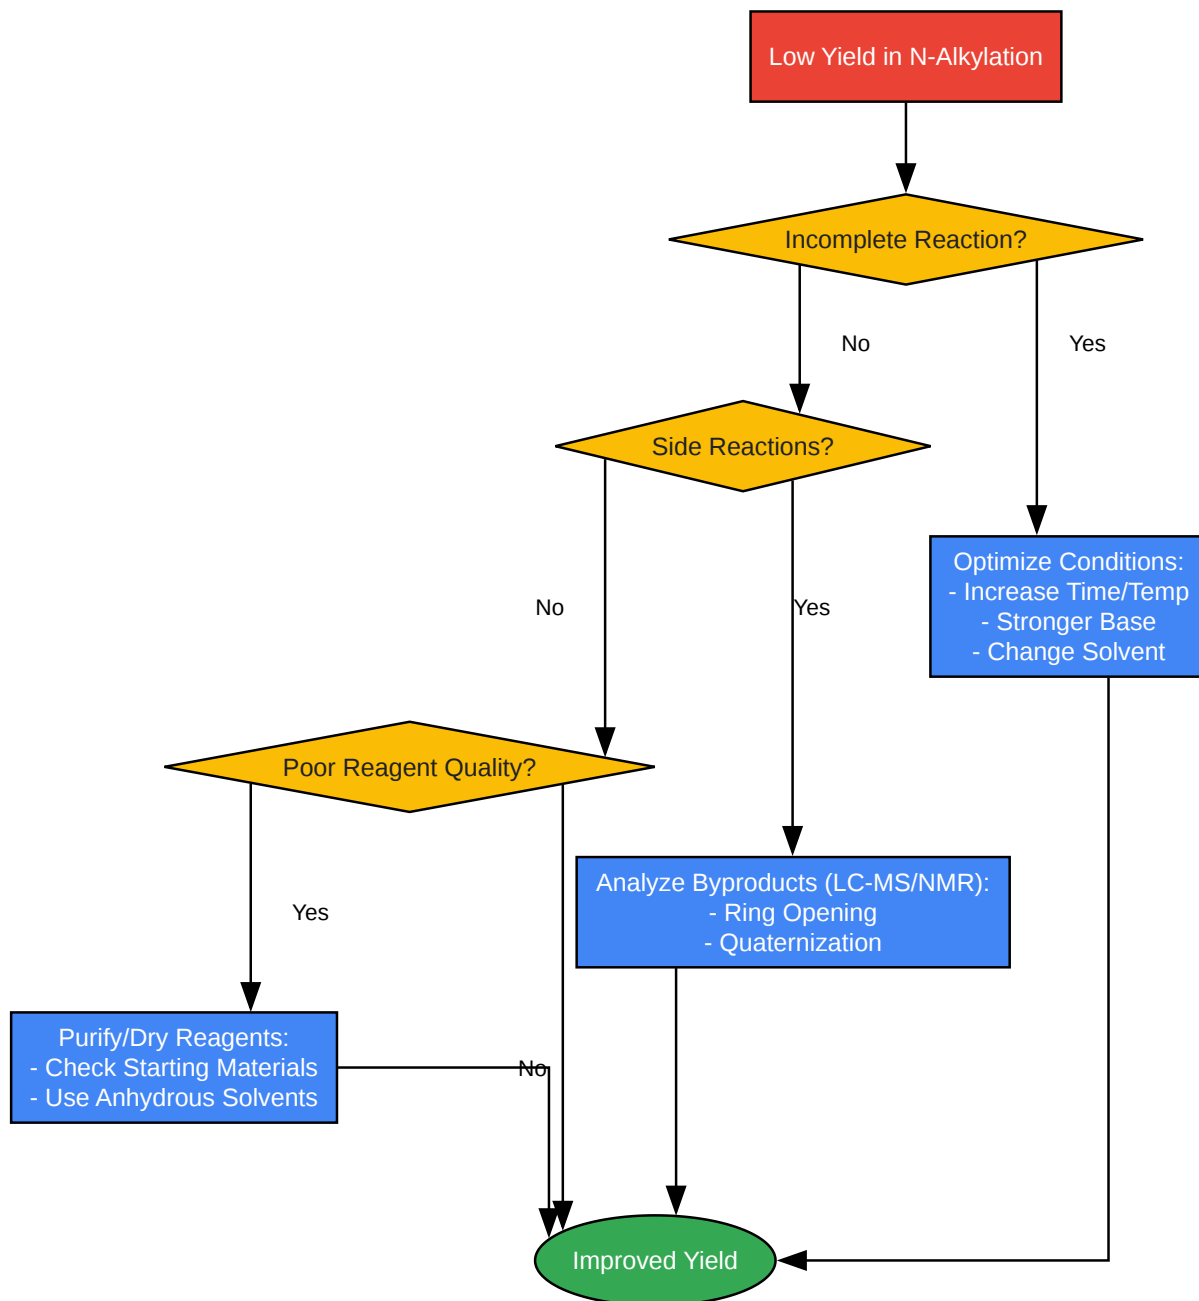 Low Yield in N-Alkylation
Incomplete Reaction?
No
Yes
Side Reactions?
Optimize Conditions:
- Increase Time/Temp
- Stronger Base
- Change Solvent
No
Yes
Poor Reagent Quality?
Analyze Byproducts (LC-MS/NMR):
- Ring Opening
- Quaternization
Yes
Purify/Dry Reagents:
- Check Starting Materials
- Use Anhydrous Solvents
No
Improved Yield